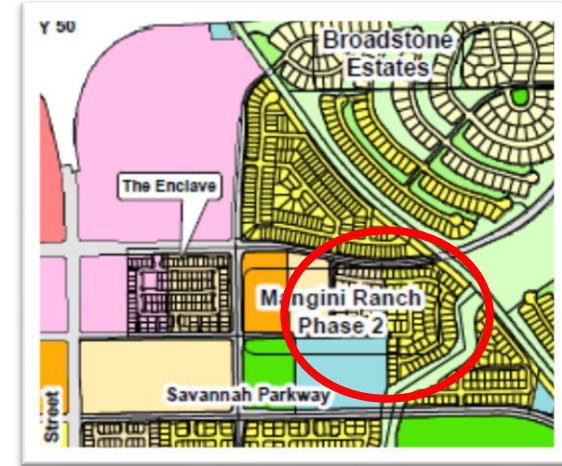 Y 50
Broadstone
Estates
The Enclave
Mangini Ranch
Phase 2
Savannah Parkway
Street